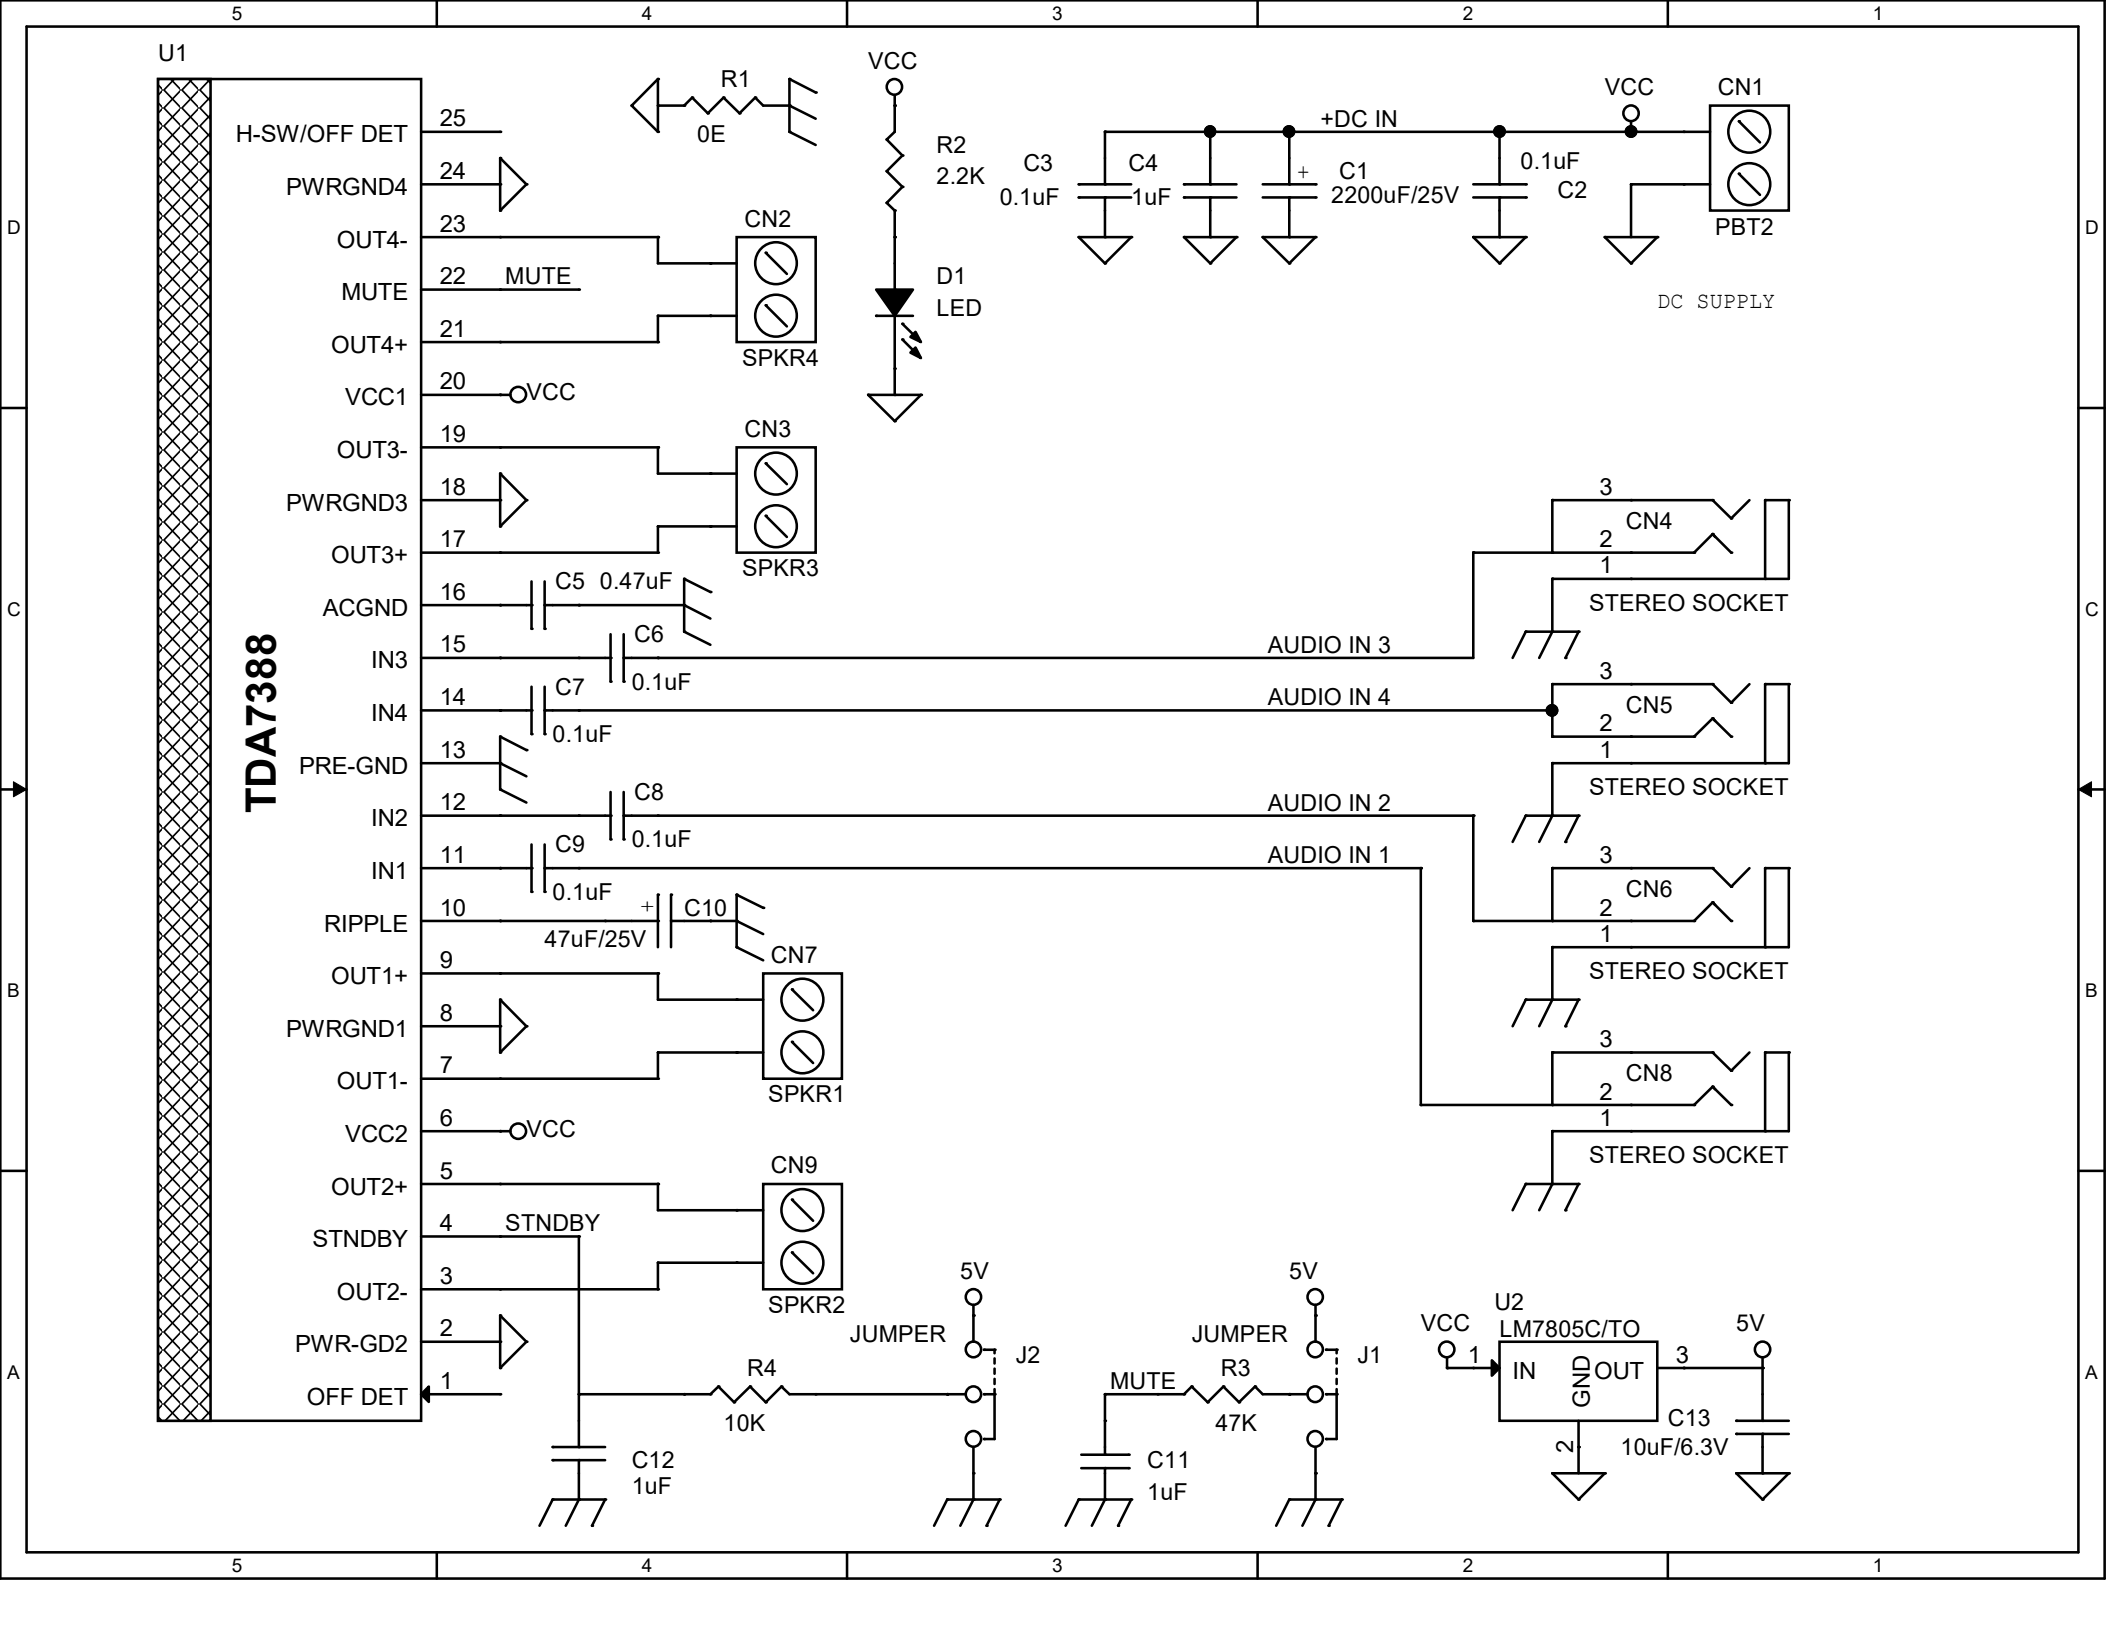 5 4 3 2 1
U1
TDA7388
H-SW/OFF DET 25
PWRGND4 24
OUT4- 23
MUTE 22 MUTE
OUT4+ 21
VCC1 20 VCC
OUT3- 19
PWRGND3 18
OUT3+ 17
ACGND 16
IN3 15
IN4 14
PRE-GND 13
IN2 12
IN1 11
RIPPLE 10
OUT1+ 9
PWRGND1 8
OUT1- 7
VCC2 6 VCC
OUT2+ 5
STNDBY 4 STNDBY
OUT2- 3
PWR-GD2 2
OFF DET 1
R1
0E
VCC
R2
2.2K
D1
LED
CN2
SPKR4
CN3
SPKR3
C5 0.47uF
C6
0.1uF
C7
0.1uF
C8
0.1uF
C9
0.1uF
+ C10
47uF/25V
CN7
SPKR1
CN9
SPKR2
+DC IN
VCC
CN1
PBT2
C3
0.1uF
C4
1uF
+ C1
2200uF/25V
0.1uF
C2
DC SUPPLY
AUDIO IN 3
AUDIO IN 4
AUDIO IN 2
AUDIO IN 1
3
CN4
2
1
STEREO SOCKET
3
CN5
2
1
STEREO SOCKET
3
CN6
2
1
STEREO SOCKET
3
CN8
2
1
STEREO SOCKET
5V
JUMPER
J2
R4
10K
C12
1uF
5V
JUMPER
J1
MUTE
R3
47K
C11
1uF
U2
LM7805C/TO
VCC
1
IN
GND
OUT
3
2
5V
C13
10uF/6.3V
D D
C C
B B
A A
5 4 3 2 1